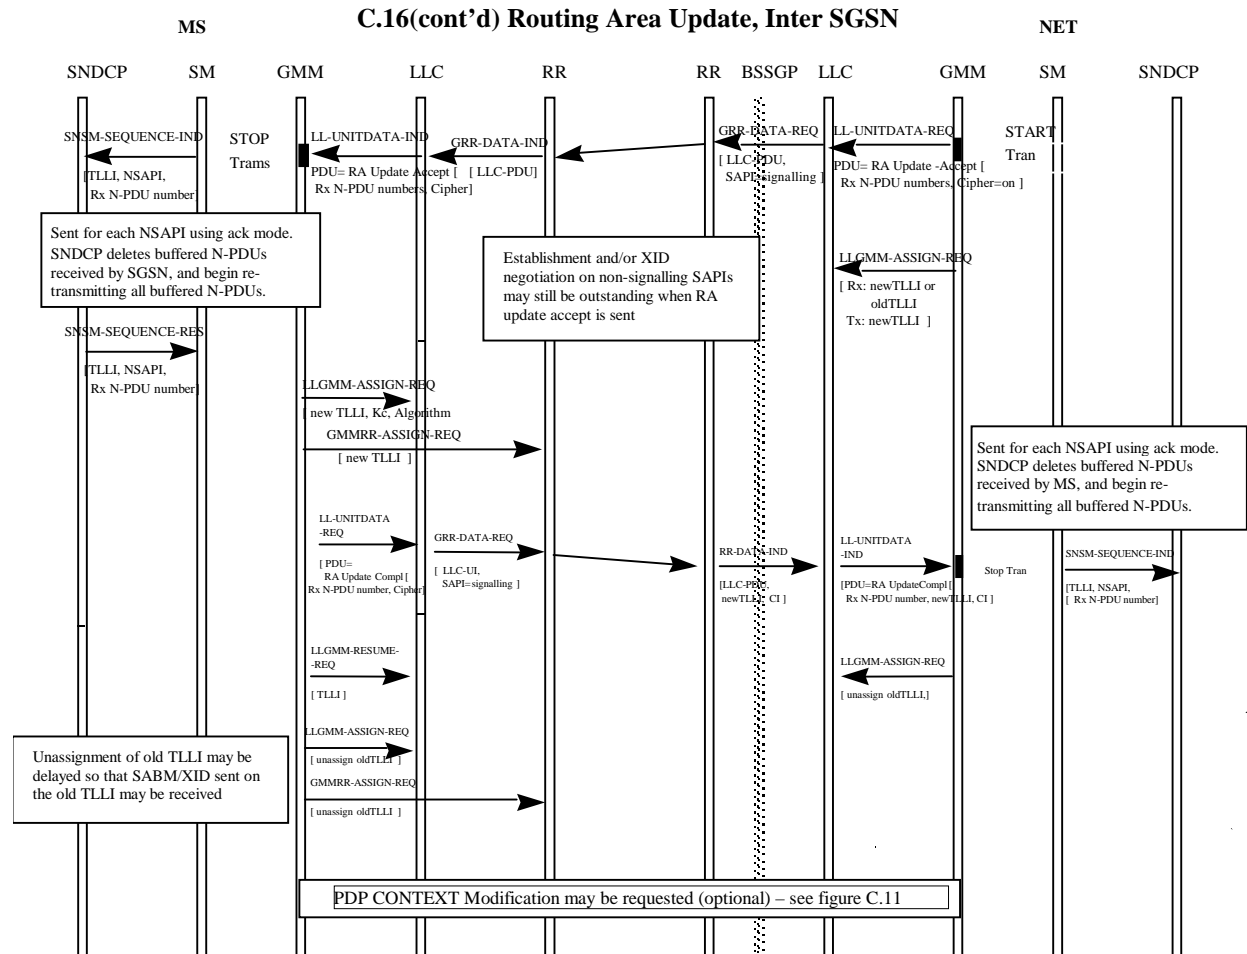 C.16(cont’d) Routing Area Update, Inter SGSN
MS
NET
SNDCP
SM
GMM
LLC
RR
RR
BSSGP
LLC
GMM
SM
SNDCP
SNSM-SEQUENCE-IND
[TLLI, NSAPI,
Rx N-PDU number]
STOP
Trams
LL-UNITDATA-IND
PDU= RA Update Accept [
Rx N-PDU numbers, Cipher]
GRR-DATA-IND
[ LLC-PDU]
GRR-DATA-REQ
[ LLC-PDU,
SAPI=signalling ]
LL-UNITDATA-REQ
PDU= RA Update -Accept [
Rx N-PDU numbers, Cipher=on ]
START
Tran
Sent for each NSAPI using ack mode.
SNDCP deletes buffered N-PDUs
received by SGSN, and begin re-
transmitting all buffered N-PDUs.
Establishment and/or XID
negotiation on non-signalling SAPIs
may still be outstanding when RA
update accept is sent
LLGMM-ASSIGN-REQ
[ Rx: newTLLI or
oldTLLI
Tx: newTLLI ]
SNSM-SEQUENCE-RES
[TLLI, NSAPI,
Rx N-PDU number]
LLGMM-ASSIGN-REQ
[ new TLLI, Kc, Algorithm
GMMRR-ASSIGN-REQ
[ new TLLI ]
Sent for each NSAPI using ack mode.
SNDCP deletes buffered N-PDUs
received by MS, and begin re-
transmitting all buffered N-PDUs.
LL-UNITDATA
-REQ
[ PDU=
RA Update Compl[
Rx N-PDU number, Cipher]
GRR-DATA-REQ
[ LLC-UI,
SAPI=signalling ]
RR-DATA-IND
[LLC-PDU,
newTLLI, CI ]
LL-UNITDATA
-IND
[PDU=RA UpdateCompl[
Rx N-PDU number, newTLLI, CI ]
Stop Tran
SNSM-SEQUENCE-IND
[TLLI, NSAPI,
[ Rx N-PDU number]
LLGMM-RESUME-
-REQ
[ TLLI ]
LLGMM-ASSIGN-REQ
[ unassign oldTLLI,]
Unassignment of old TLLI may be
delayed so that SABM/XID sent on
the old TLLI may be received
LLGMM-ASSIGN-REQ
[ unassign oldTLLI ]
GMMRR-ASSIGN-REQ
[ unassign oldTLLI ]
PDP CONTEXT Modification may be requested (optional) – see figure C.11